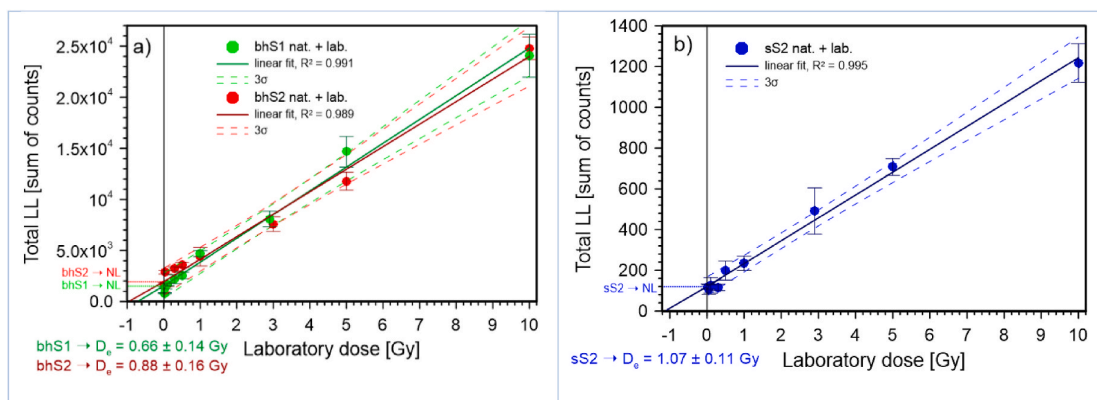 a)
bhS1 nat. + lab.
linear fit, R² = 0.991
3σ
bhS2 nat. + lab.
linear fit, R² = 0.989
3σ
Total LL [sum of counts]
2.5x10⁴
2.0x10⁴
1.5x10⁴
10⁴
5.0x10³
0.0
bhS2 → NL
bhS1 → NL
-1 0 1 2 3 4 5 6 7 8 9 10
Laboratory dose [Gy]
bhS1 → Dₑ = 0.66 ± 0.14 Gy
bhS2 → Dₑ = 0.88 ± 0.16 Gy
b)
sS2 nat. + lab.
linear fit, R² = 0.995
3σ
Total LL [sum of counts]
1400
1200
1000
800
600
400
200
0
sS2 → NL
-1 0 1 2 3 4 5 6 7 8 9 10
Laboratory dose [Gy]
sS2 → Dₑ = 1.07 ± 0.11 Gy